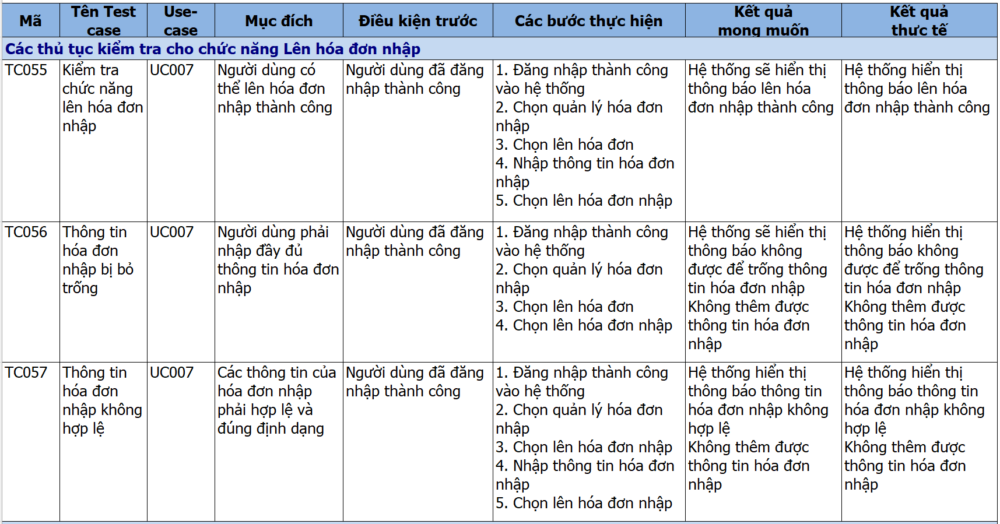 Mã
Tên Test
case
Use-
case
Mục đích
Điều kiện trước
Các bước thực hiện
Kết quả
mong muốn
Kết quả
thực tế
Các thủ tục kiểm tra cho chức năng Lên hóa đơn nhập
TC055
Kiểm tra
chức năng
lên hóa đơn
nhập
UC007
Người dùng có
thể lên hóa đơn
nhập thành công
Người dùng đã đăng
nhập thành công
1. Đăng nhập thành công
vào hệ thống
2. Chọn quản lý hóa đơn
nhập
3. Chọn lên hóa đơn
4. Nhập thông tin hóa đơn
nhập
5. Chọn lên hóa đơn nhập
Hệ thống sẽ hiển thị
thông báo lên hóa
đơn nhập thành công
Hệ thống hiển thị
thông báo lên hóa
đơn nhập thành công
TC056
Thông tin
hóa đơn
nhập bị bỏ
trống
UC007
Người dùng phải
nhập đầy đủ
thông tin hóa đơn
nhập
Người dùng đã đăng
nhập thành công
1. Đăng nhập thành công
vào hệ thống
2. Chọn quản lý hóa đơn
nhập
3. Chọn lên hóa đơn
4. Chọn lên hóa đơn nhập
Hệ thống sẽ hiển thị
thông báo không
được để trống thông
tin hóa đơn nhập
Không thêm được
thông tin hóa đơn
nhập
Hệ thống hiển thị
thông báo không
được để trống thông
tin hóa đơn nhập
Không thêm được
thông tin hóa đơn
nhập
TC057
Thông tin
hóa đơn
nhập không
hợp lệ
UC007
Các thông tin của
hóa đơn nhập
phải hợp lệ và
đúng định dạng
Người dùng đã đăng
nhập thành công
1. Đăng nhập thành công
vào hệ thống
2. Chọn quản lý hóa đơn
nhập
3. Chọn lên hóa đơn nhập
4. Nhập thông tin hóa đơn
nhập
5. Chọn lên hóa đơn nhập
Hệ thống hiển thị
thông báo thông tin
hóa đơn nhập không
hợp lệ
Không thêm được
thông tin hóa đơn
nhập
Hệ thống hiển thị
thông báo thông tin
hóa đơn nhập không
hợp lệ
Không thêm được
thông tin hóa đơn
nhập